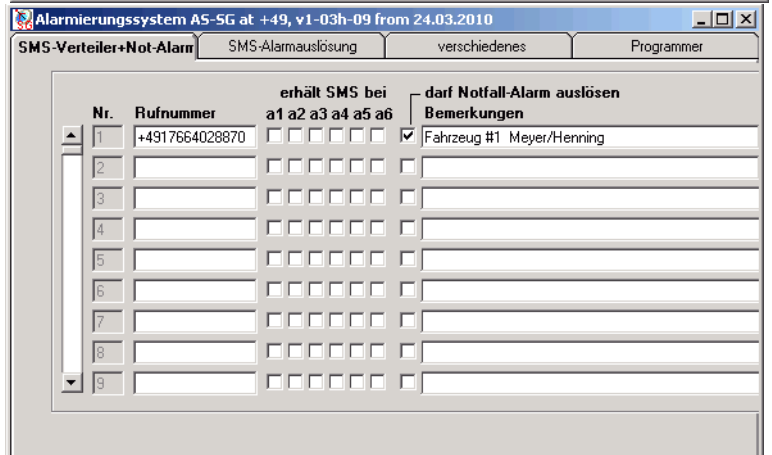 Alarmierungssystem AS-SG at +49, v1-03h-09 from 24.03.2010
SMS-Verteiler+Not-Alarm SMS-Alarmauslösung verschiedenes Programmer
erhält SMS bei darf Notfall-Alarm auslösen
Nr. Rufnummer a1 a2 a3 a4 a5 a6 Bemerkungen
1 +4917664028870 Fahrzeug #1 Meyer/Henning
2
3
4
5
6
7
8
9